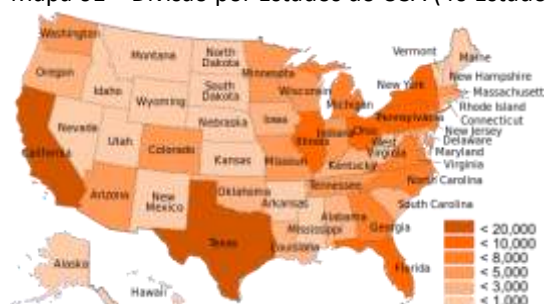 Mapa 01 – Divisão por Estados do USA (48 Estado
Washington
Montana
North
Dakota
Minnesota
Vermont
Maine
Oregon
Idaho
South
Dakota
Wisconsin
Michigan
New York
New Hampshire
Massachusett
Rhode Island
Connecticut
Wyoming
Nebraska
Iowa
Illinois
Indiana
Ohio
Pennsylvania
New Jersey
Delaware
Maryland
Nevada
Utah
Colorado
Kansas
Missouri
West
Virginia
Virginia
Kentucky
California
Arizona
New
Mexico
Oklahoma
Arkansas
Tennessee
North Carolina
South Carolina
Texas
Louisiana
Mississippi
Alabama
Georgia
Florida
Alaska
Hawaii
< 20,000
< 10,000
< 8,000
< 5,000
< 3,000
< 1,000